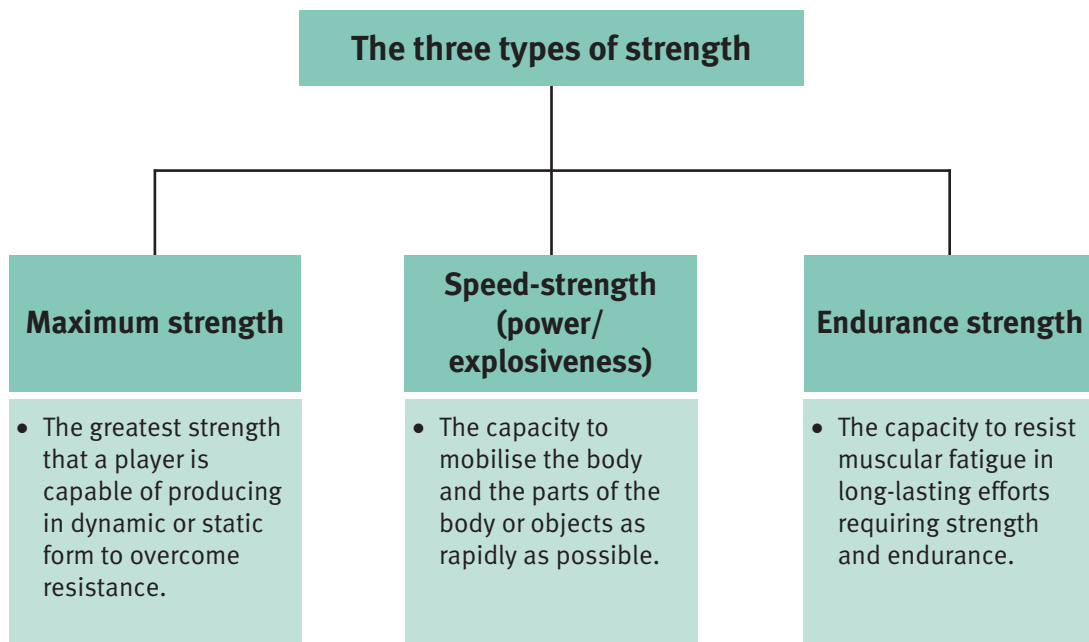 The three types of strength
Maximum strength
• The greatest strength
that a player is
capable of producing
in dynamic or static
form to overcome
resistance.
Speed-strength
(power/
explosiveness)
• The capacity to
mobilise the body
and the parts of the
body or objects as
rapidly as possible.
Endurance strength
• The capacity to resist
muscular fatigue in
long-lasting efforts
requiring strength
and endurance.